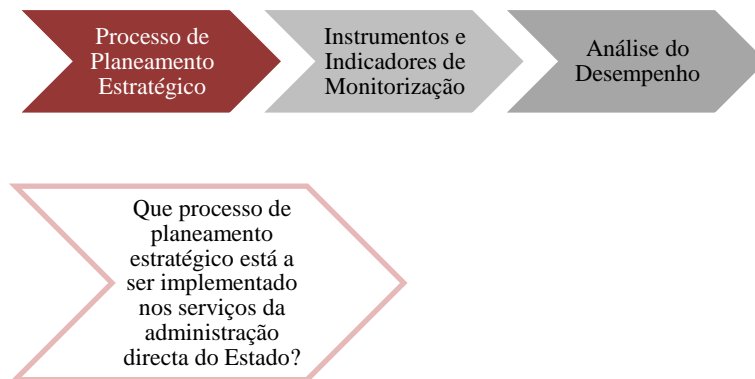 Processo de
Planeamento
Estratégico
Instrumentos e
Indicadores de
Monitorização
Análise do
Desempenho
Que processo de
planeamento
estratégico está a
ser implementado
nos serviços da
administração
directa do Estado?